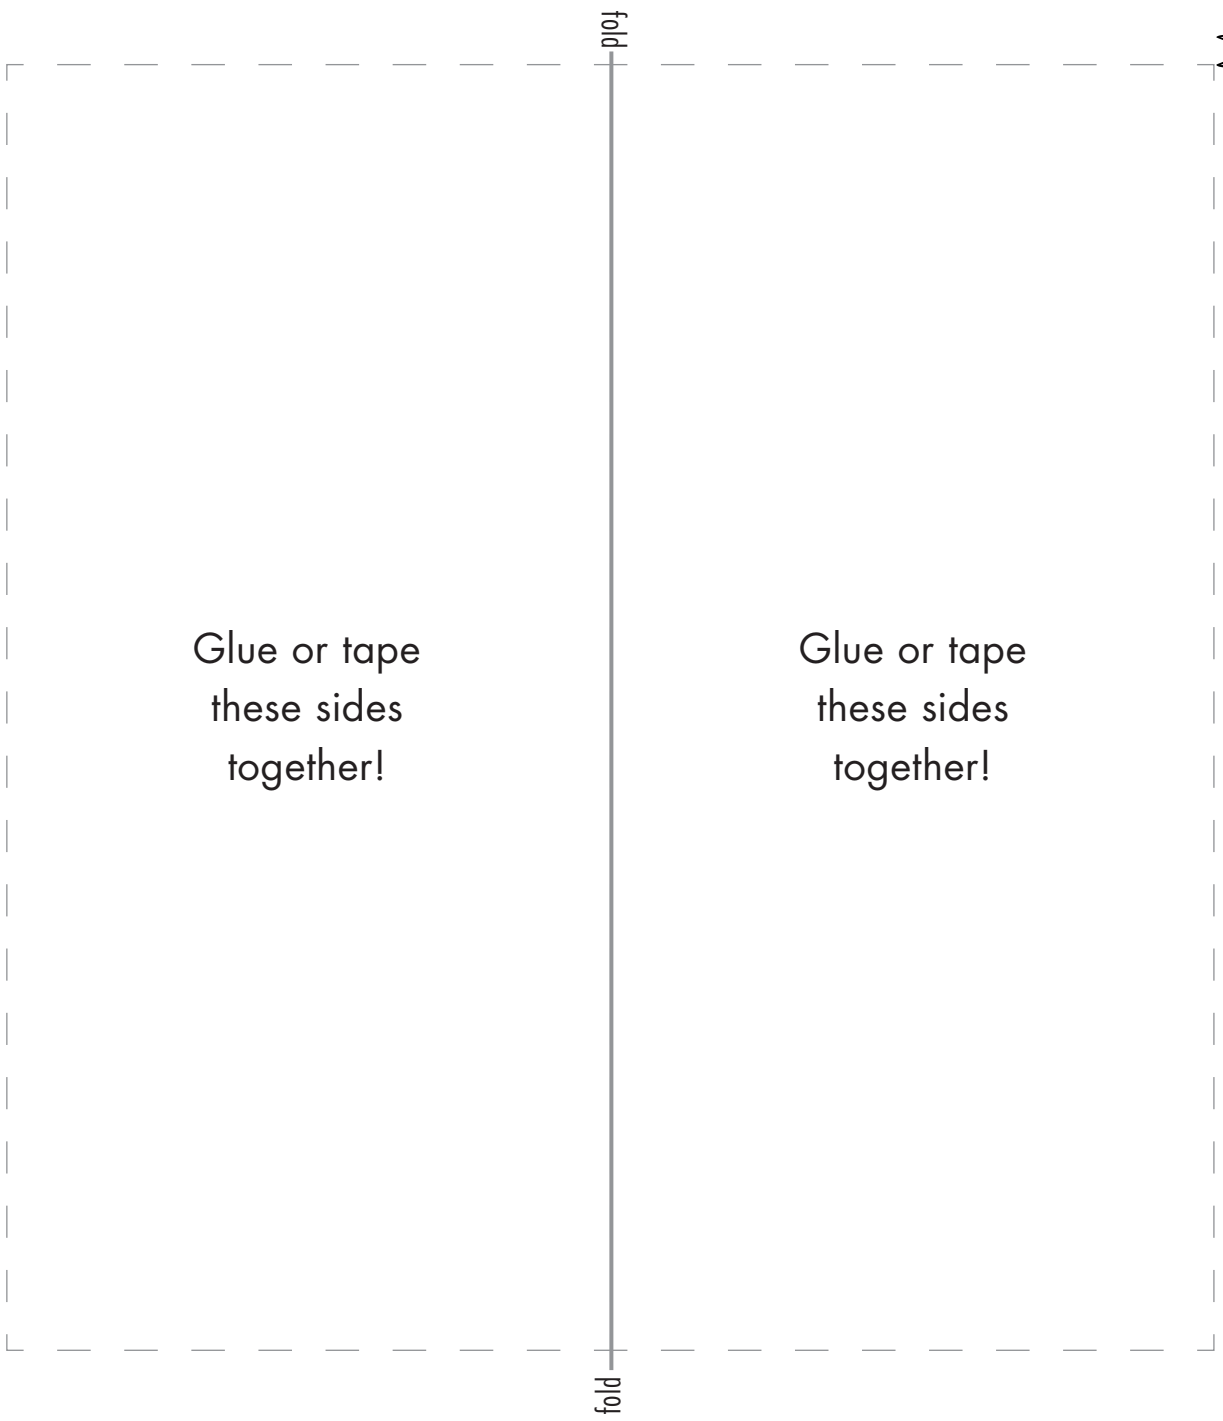 fold
Glue or tape
these sides
together!
Glue or tape
these sides
together!
fold